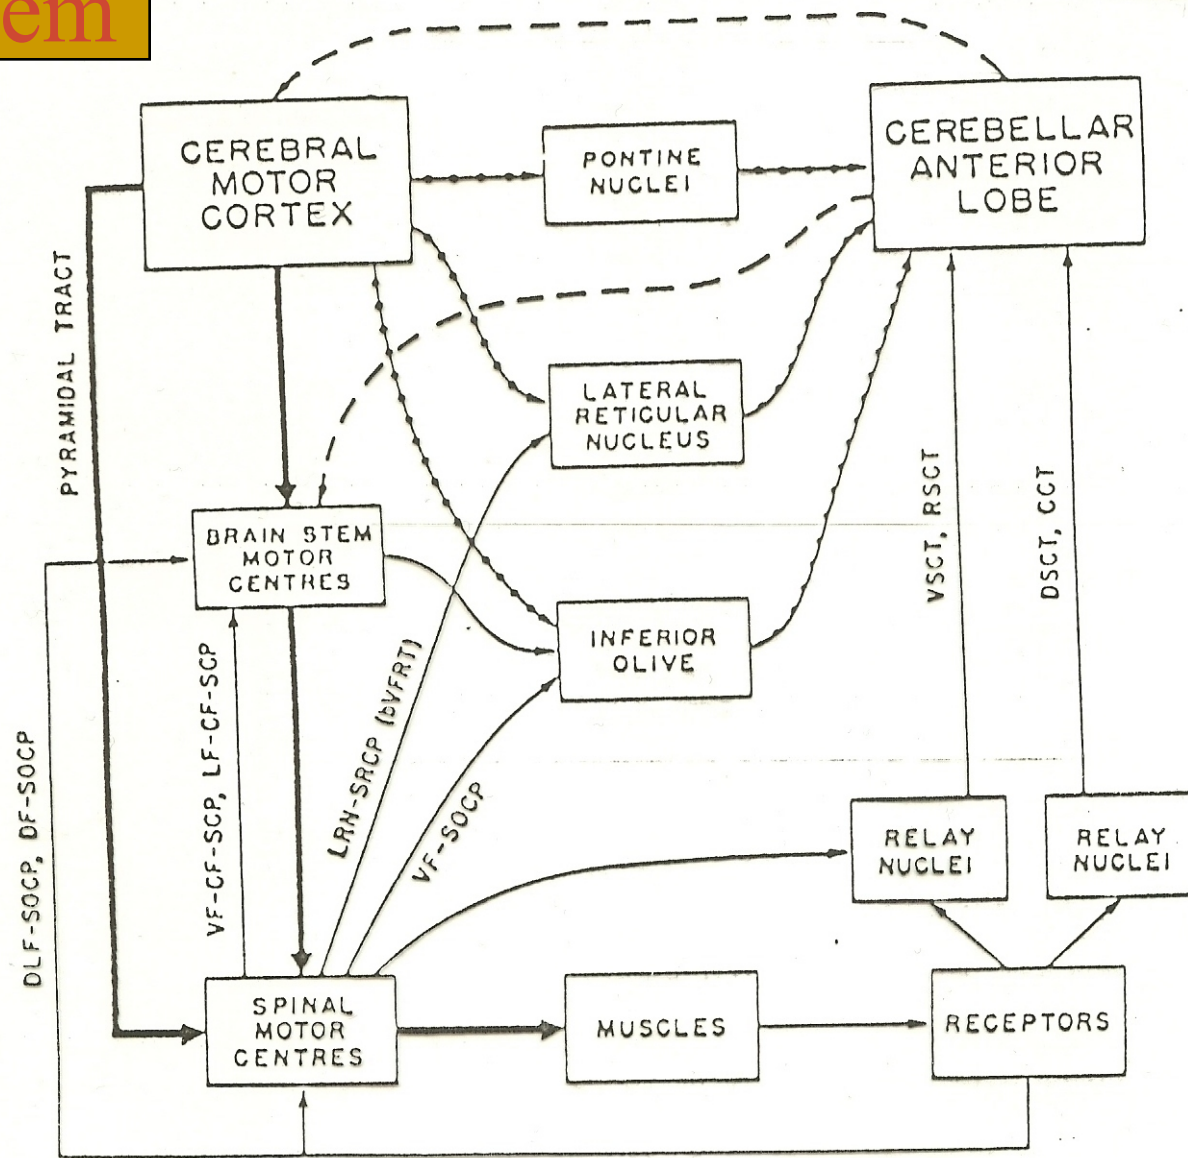 em
CEREBRAL
MOTOR
CORTEX
PONTINE
NUCLEI
CEREBELLAR
ANTERIOR
LOBE
PYRAMIDAL TRACT
LATERAL
RETICULAR
NUCLEUS
BRAIN STEM
MOTOR
CENTRES
INFERIOR
OLIVE
VSCT, RSCT
DSCT, CCT
DLF-SOCP, DF-SOCP
VF-CF-SCP, LF-CF-SCP
LRN-SRCP (bVFRT)
VF-SOCP
RELAY
NUCLEI
RELAY
NUCLEI
SPINAL
MOTOR
CENTRES
MUSCLES
RECEPTORS